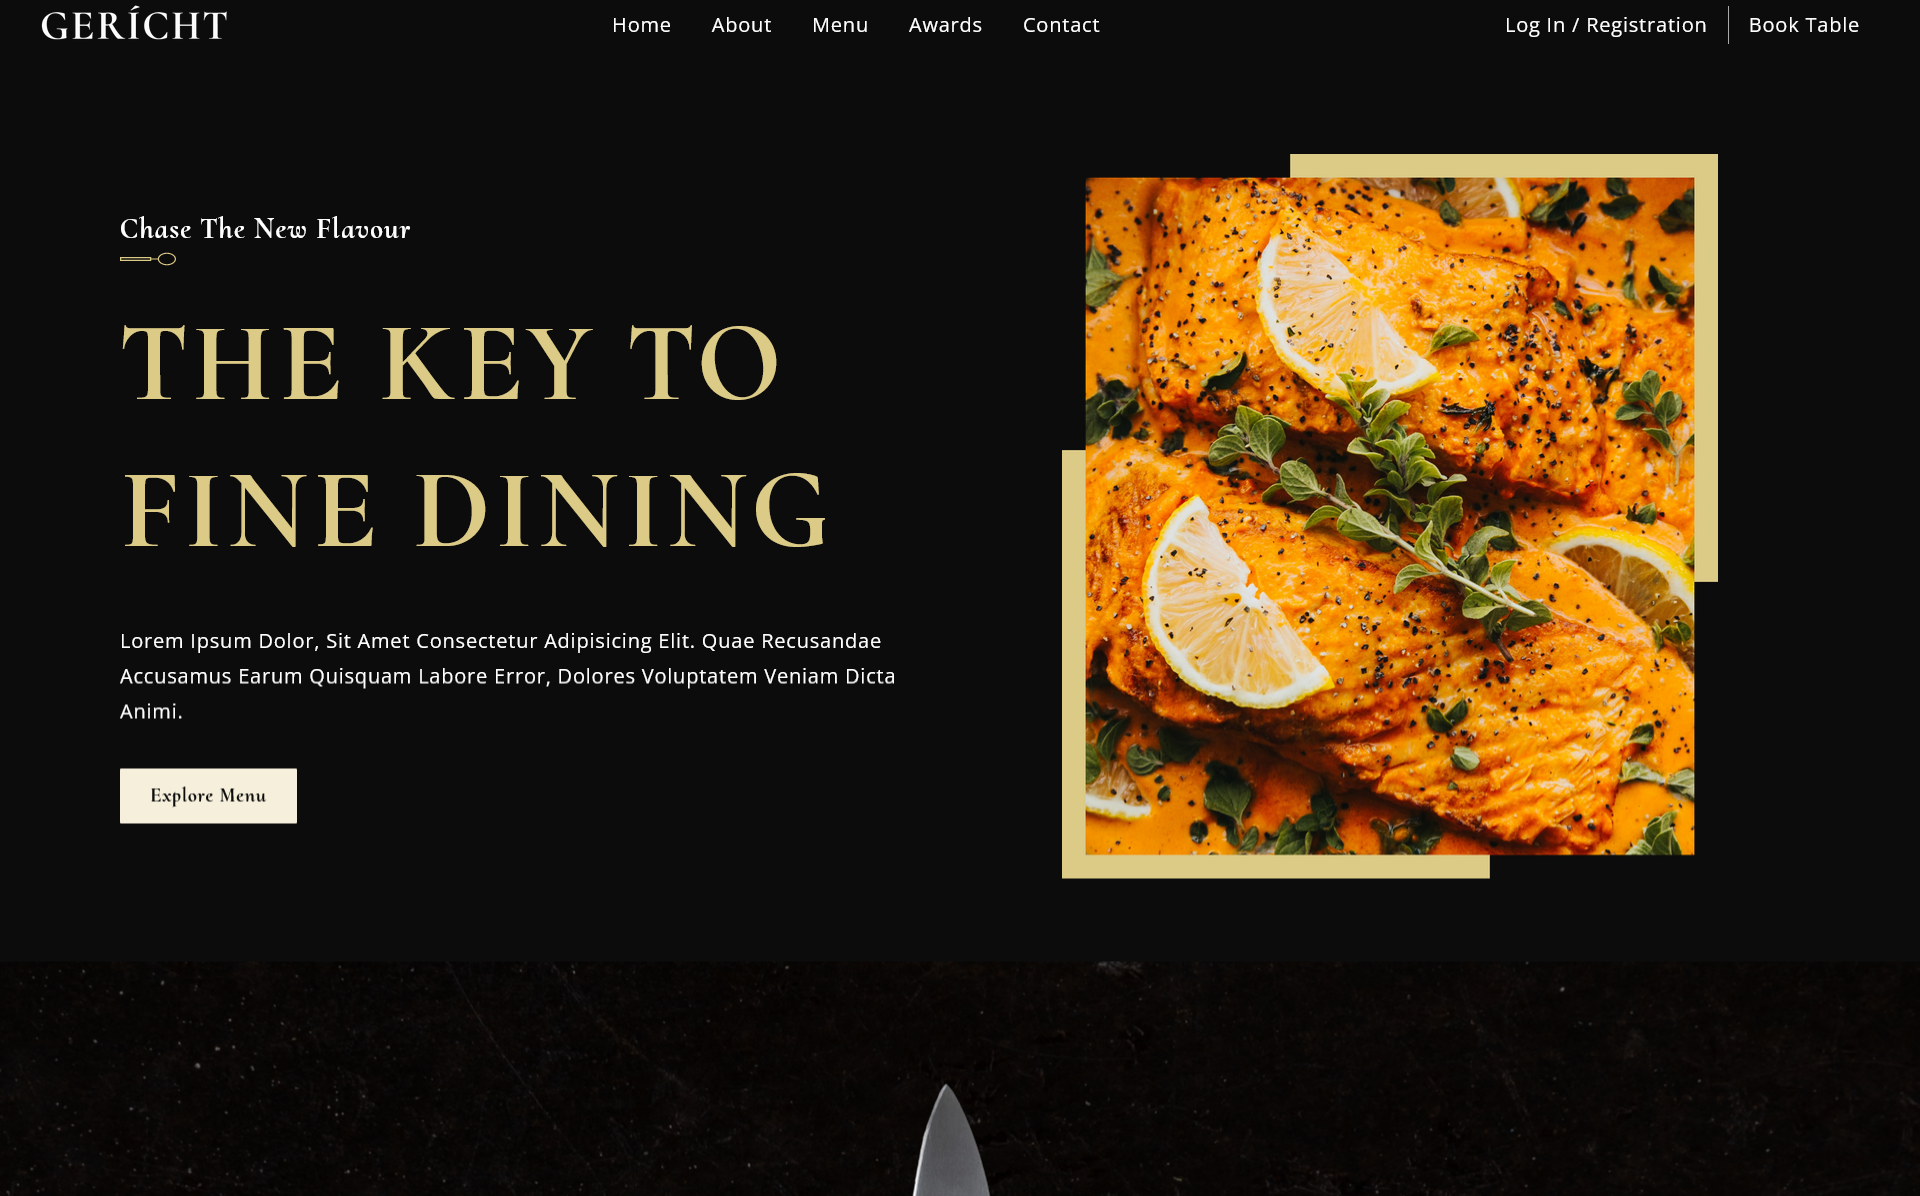 GERÍCHT
Home
About
Menu
Awards
Contact
Log In / Registration
Book Table
Chase The New Flavour
THE KEY TO
FINE DINING
Lorem Ipsum Dolor, Sit Amet Consectetur Adipisicing Elit. Quae Recusandae
Accusamus Earum Quisquam Labore Error, Dolores Voluptatem Veniam Dicta
Animi.
Explore Menu